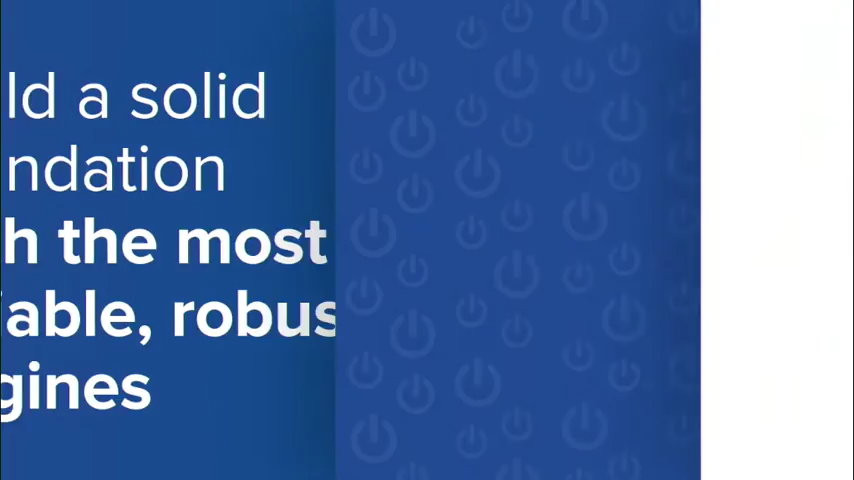 ld a solid
ndation
h the most
iable, robus
gines